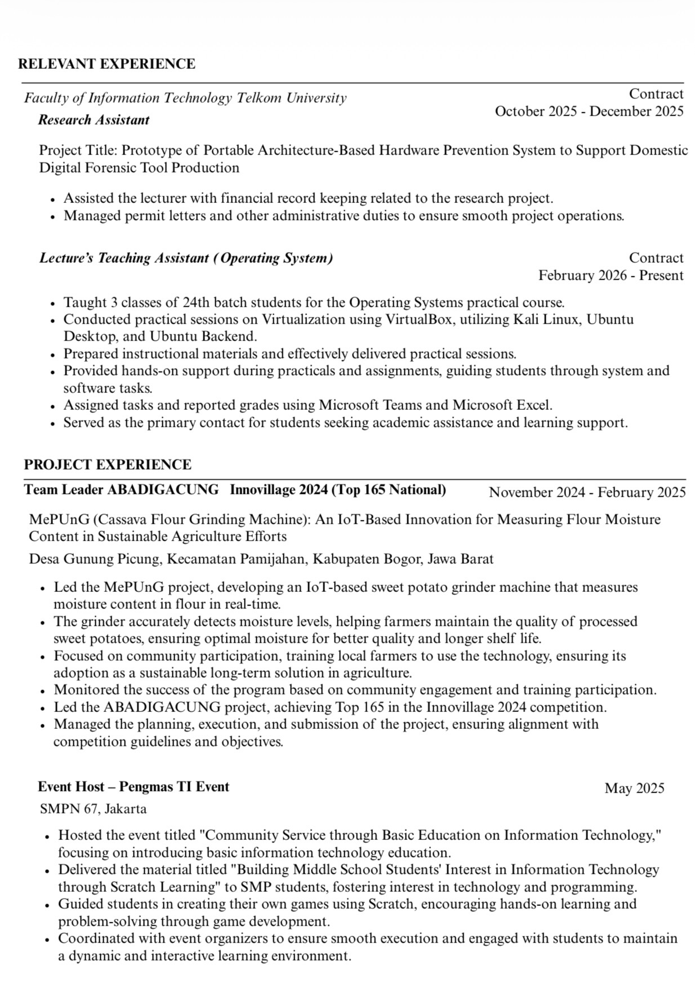 RELEVANT EXPERIENCE
Faculty of Information Technology Telkom University
Contract
October 2025 - December 2025
Research Assistant
Project Title: Prototype of Portable Architecture-Based Hardware Prevention System to Support Domestic
Digital Forensic Tool Production
• Assisted the lecturer with financial record keeping related to the research project.
• Managed permit letters and other administrative duties to ensure smooth project operations.
Lecture’s Teaching Assistant (Operating System)
Contract
February 2026 - Present
• Taught 3 classes of 24th batch students for the Operating Systems practical course.
• Conducted practical sessions on Virtualization using VirtualBox, utilizing Kali Linux, Ubuntu
Desktop, and Ubuntu Backend.
• Prepared instructional materials and effectively delivered practical sessions.
• Provided hands-on support during practicals and assignments, guiding students through system and
software tasks.
• Assigned tasks and reported grades using Microsoft Teams and Microsoft Excel.
• Served as the primary contact for students seeking academic assistance and learning support.
PROJECT EXPERIENCE
Team Leader ABADIGACUNG Innovillage 2024 (Top 165 National) November 2024 - February 2025
MePUnG (Cassava Flour Grinding Machine): An IoT-Based Innovation for Measuring Flour Moisture
Content in Sustainable Agriculture Efforts
Desa Gunung Picung, Kecamatan Pamijahan, Kabupaten Bogor, Jawa Barat
• Led the MePUnG project, developing an IoT-based sweet potato grinder machine that measures
moisture content in flour in real-time.
• The grinder accurately detects moisture levels, helping farmers maintain the quality of processed
sweet potatoes, ensuring optimal moisture for better quality and longer shelf life.
• Focused on community participation, training local farmers to use the technology, ensuring its
adoption as a sustainable long-term solution in agriculture.
• Monitored the success of the program based on community engagement and training participation.
• Led the ABADIGACUNG project, achieving Top 165 in the Innovillage 2024 competition.
• Managed the planning, execution, and submission of the project, ensuring alignment with
competition guidelines and objectives.
Event Host – Pengmas TI Event May 2025
SMPN 67, Jakarta
• Hosted the event titled "Community Service through Basic Education on Information Technology,"
focusing on introducing basic information technology education.
• Delivered the material titled "Building Middle School Students' Interest in Information Technology
through Scratch Learning" to SMP students, fostering interest in technology and programming.
• Guided students in creating their own games using Scratch, encouraging hands-on learning and
problem-solving through game development.
• Coordinated with event organizers to ensure smooth execution and engaged with students to maintain
a dynamic and interactive learning environment.